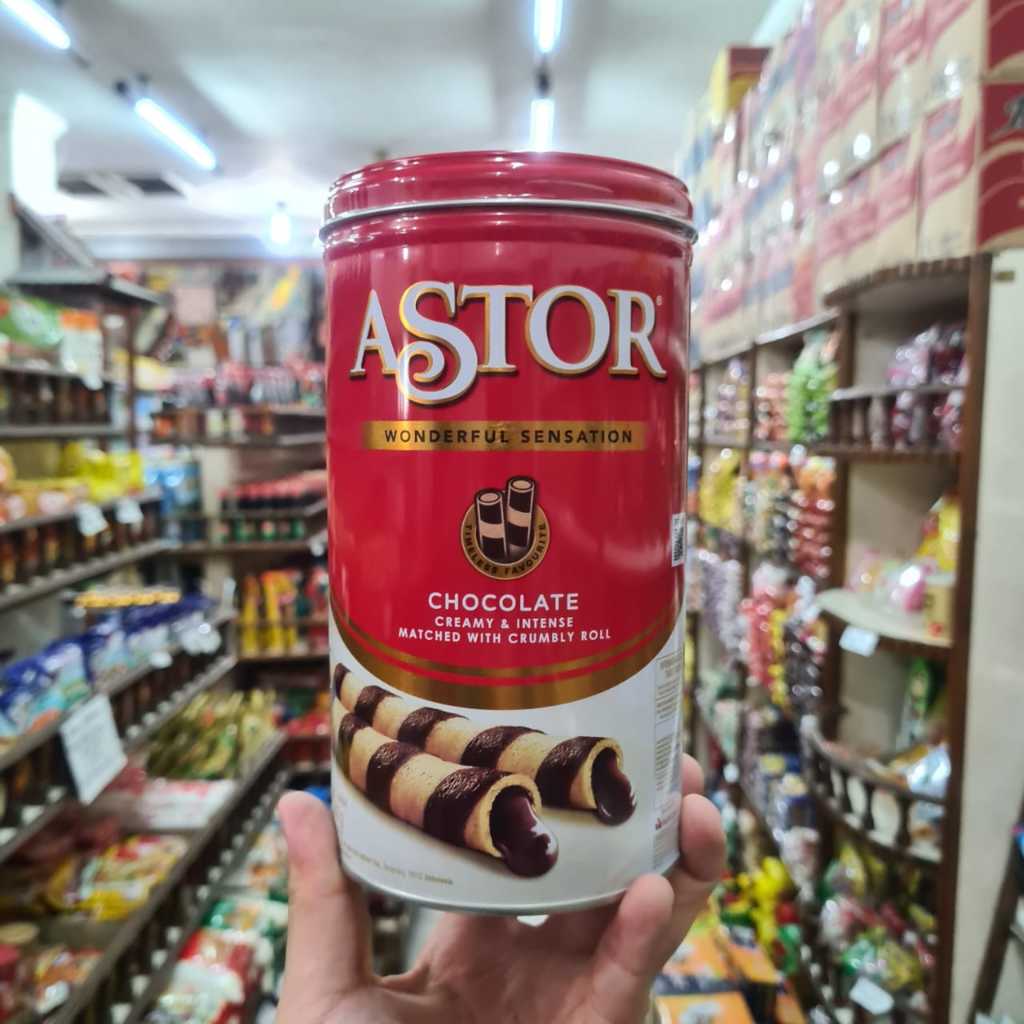 ASTOR®
WONDERFUL SENSATION
TIMELESS FAVOURITE
CHOCOLATE
CREAMY & INTENSE
MATCHED WITH CRUMBLY ROLL